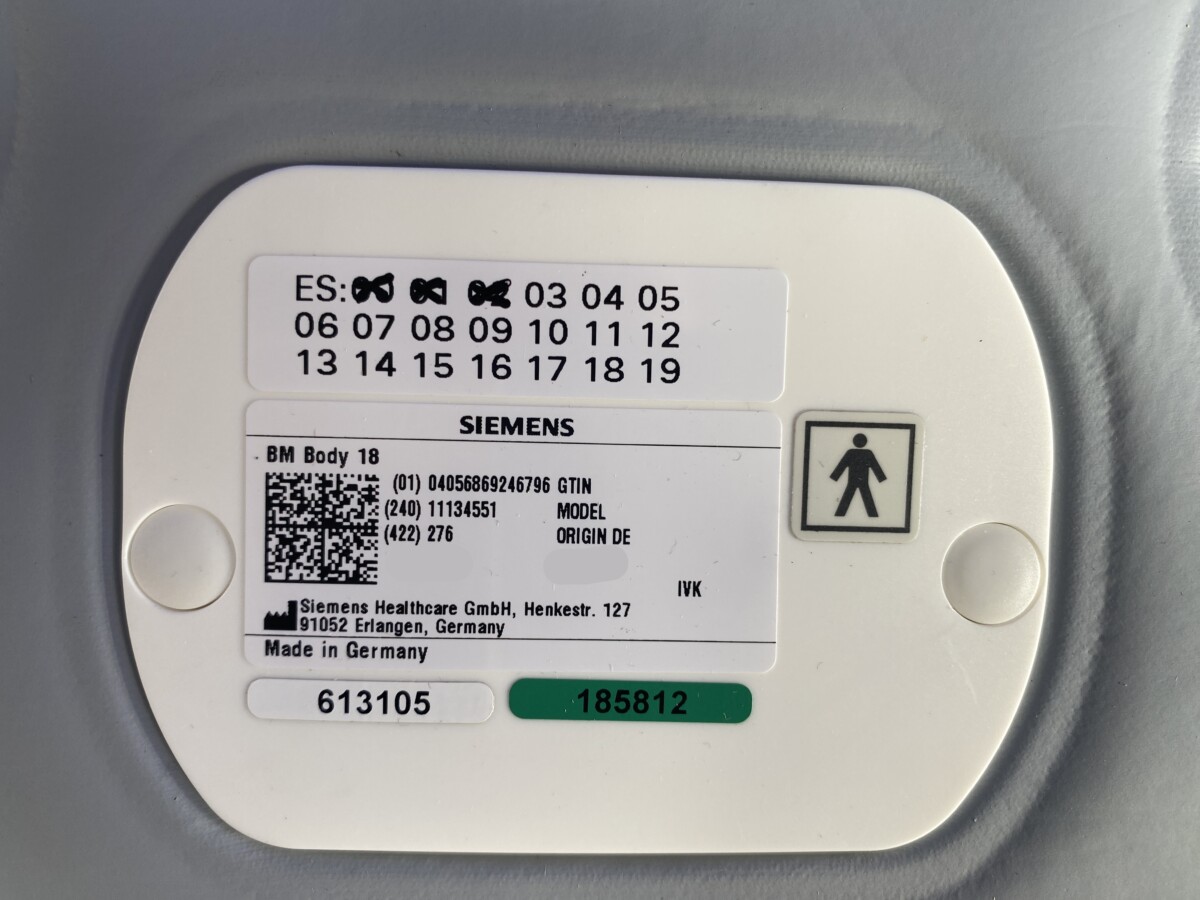 ES: 03 04 05
06 07 08 09 10 11 12
13 14 15 16 17 18 19
SIEMENS
BM Body 18
(01) 04056869246796 GTIN
(240) 11134551 MODEL
(422) 276 ORIGIN DE
IVK
Siemens Healthcare GmbH, Henkestr. 127
91052 Erlangen, Germany
Made in Germany
613105
185812